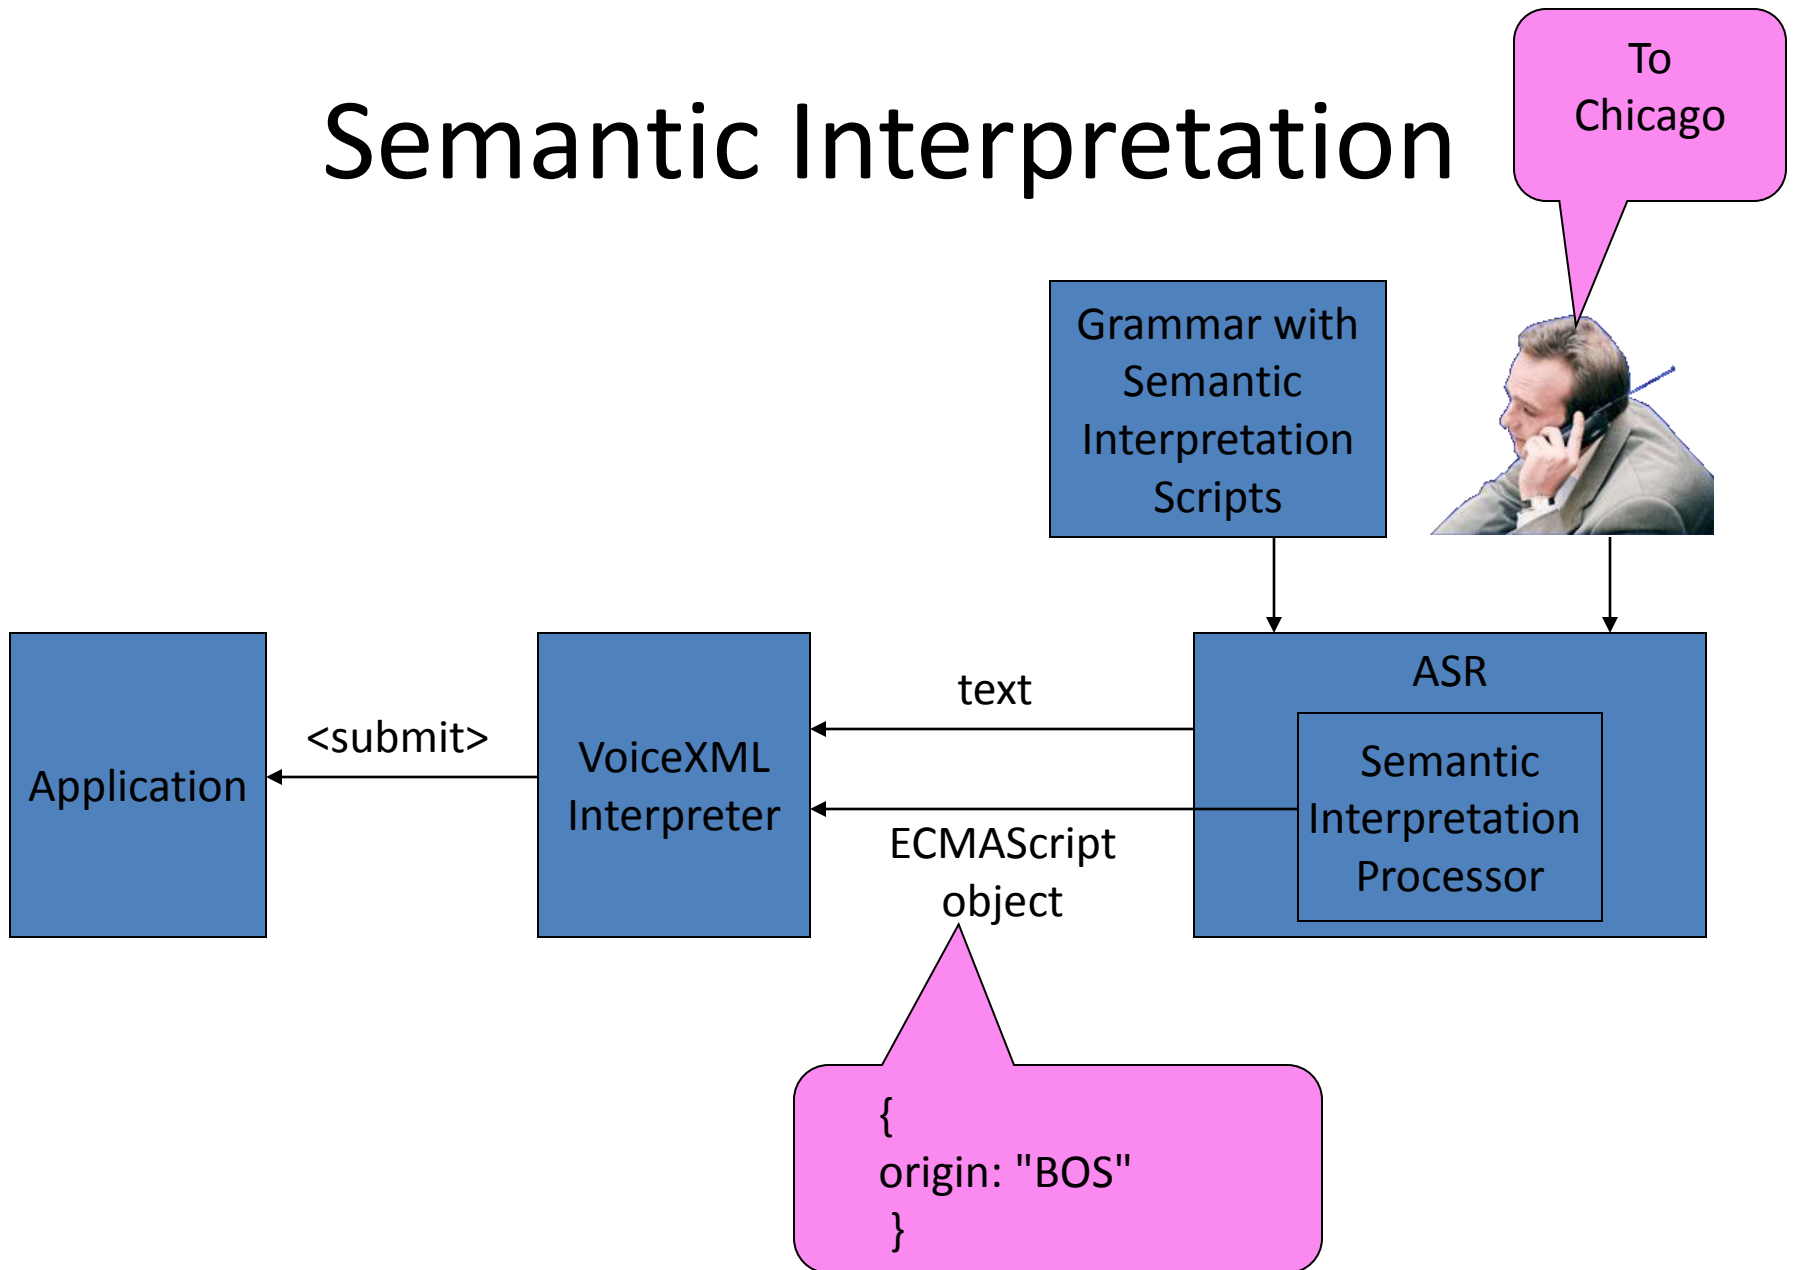 To
Chicago
Semantic Interpretation
Grammar with
Semantic
Interpretation
Scripts
ASR
text
<submit>
Semantic
Interpretation
Processor
VoiceXML
Interpreter
Application
ECMAScript
object
{
origin: "BOS"
}